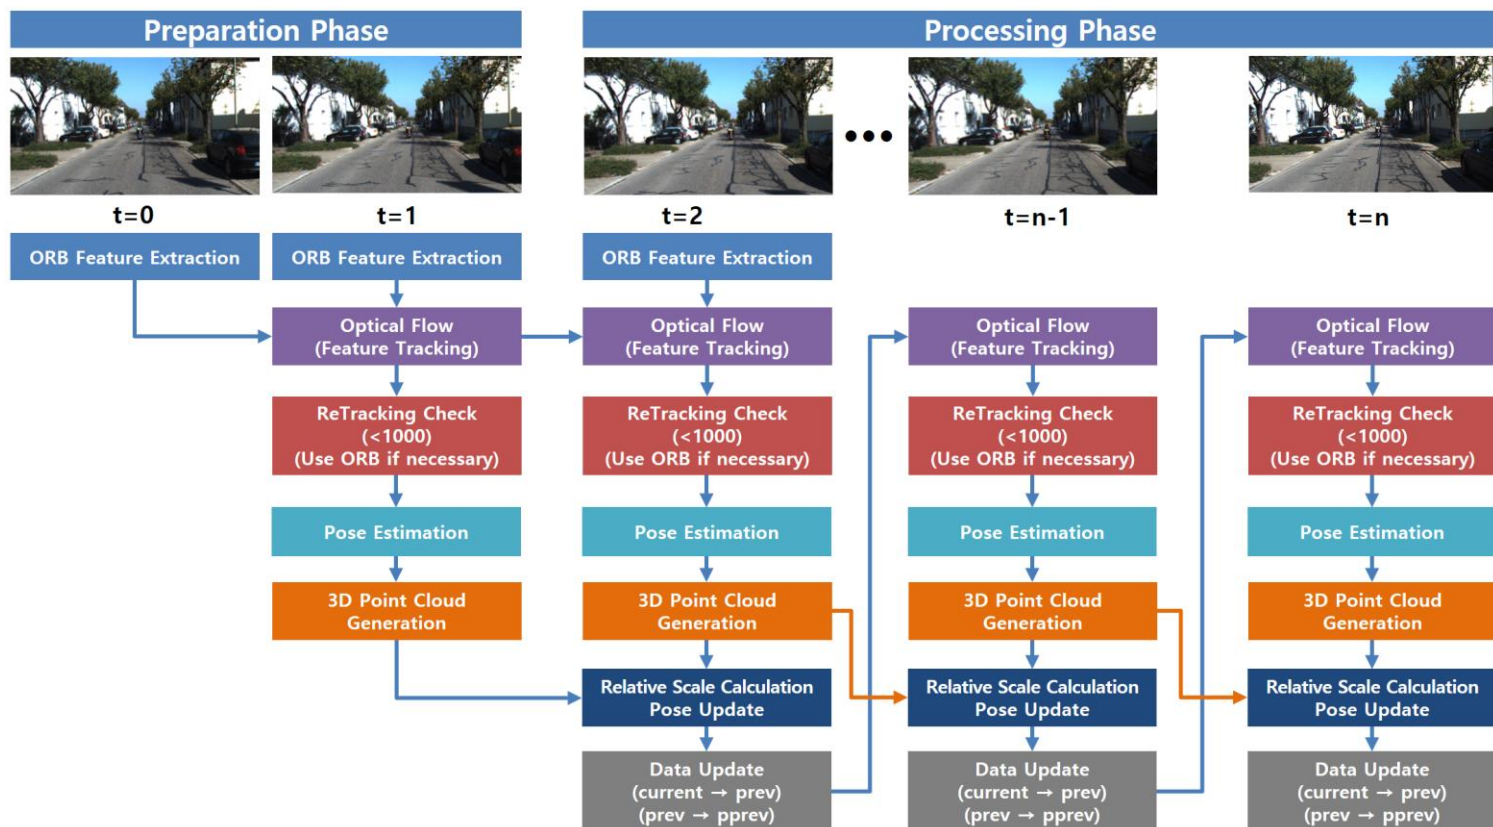 Preparation Phase
Processing Phase
•••
t=0
t=1
t=2
t=n-1
t=n
ORB Feature Extraction
ORB Feature Extraction
ORB Feature Extraction
Optical Flow
(Feature Tracking)
Optical Flow
(Feature Tracking)
Optical Flow
(Feature Tracking)
Optical Flow
(Feature Tracking)
ReTracking Check
(<1000)
(Use ORB if necessary)
ReTracking Check
(<1000)
(Use ORB if necessary)
ReTracking Check
(<1000)
(Use ORB if necessary)
ReTracking Check
(<1000)
(Use ORB if necessary)
Pose Estimation
Pose Estimation
Pose Estimation
Pose Estimation
3D Point Cloud
Generation
3D Point Cloud
Generation
3D Point Cloud
Generation
3D Point Cloud
Generation
Relative Scale Calculation
Pose Update
Relative Scale Calculation
Pose Update
Relative Scale Calculation
Pose Update
Data Update
(current → prev)
(prev → pprev)
Data Update
(current → prev)
(prev → pprev)
Data Update
(current → prev)
(prev → pprev)